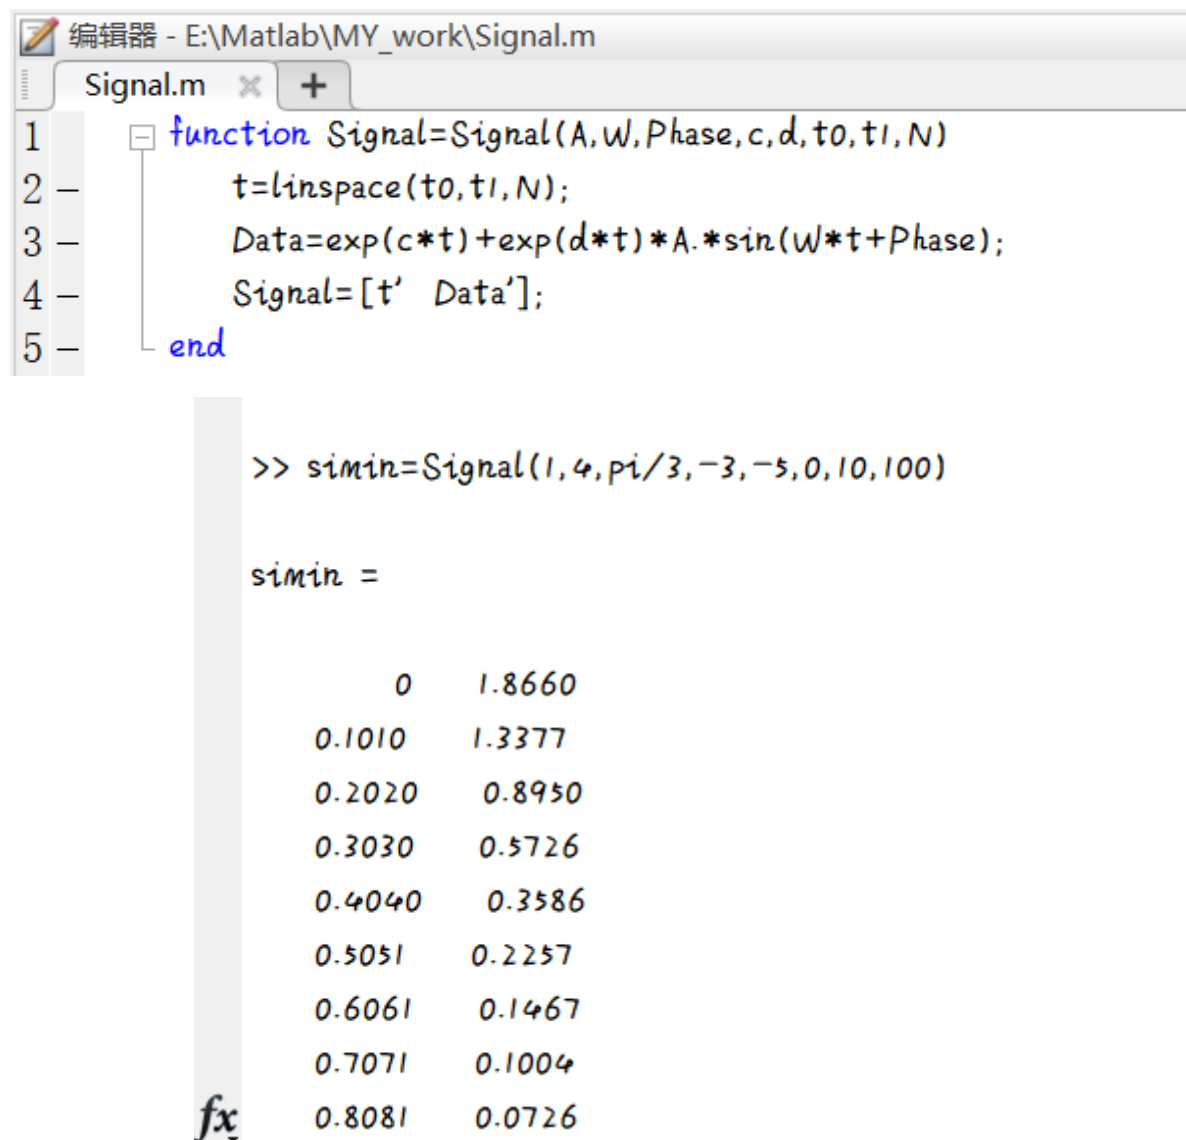 编辑器 - E:\Matlab\MY_work\Signal.m
Signal.m × +
1 function Signal=Signal(A,W,Phase,c,d,t0,t1,N)
2 — t=linspace(t0,t1,N);
3 — Data=exp(c*t)+exp(d*t)*A.*sin(W*t+Phase);
4 — Signal=[t' Data'];
5 — end
>> simin=Signal(1,4,pi/3,-3,-5,0,10,100)
simin =
0 1.8660
0.1010 1.3377
0.2020 0.8950
0.3030 0.5726
0.4040 0.3586
0.5051 0.2257
0.6061 0.1467
0.7071 0.1004
fx 0.8081 0.0726